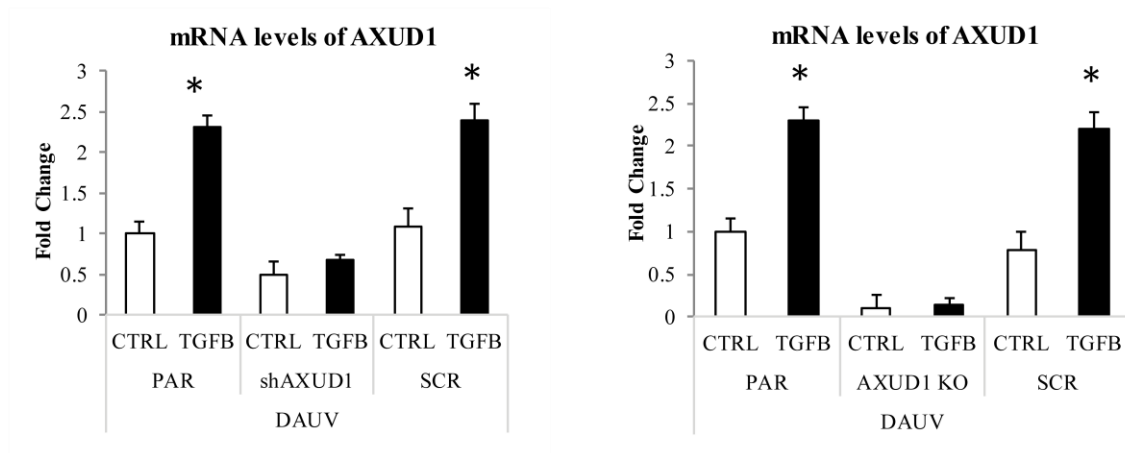 mRNA levels of AXUD1
*
*
3
2.5
2
1.5
1
0.5
0
Fold Change
CTRL TGFB CTRL TGFB CTRL TGFB
PAR shAXUD1 SCR
DAUV
mRNA levels of AXUD1
*
*
3
2.5
2
1.5
1
0.5
0
Fold Change
CTRL TGFB CTRL TGFB CTRL TGFB
PAR AXUD1 KO SCR
DAUV